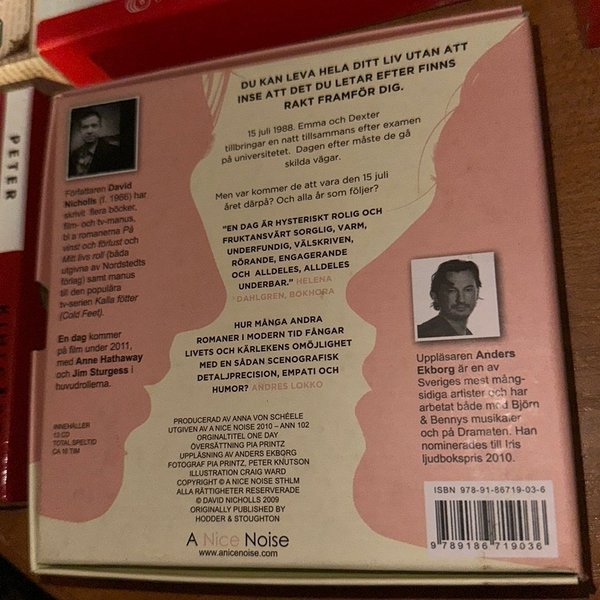 DU KAN LEVA HELA DITT LIV UTAN ATT
INSE ATT DET DU LETAR EFTER FINNS
RAKT FRAMFÖR DIG.
15 juli 1988. Emma och Dexter
tillbringar en natt tillsammans efter examen
på universitetet. Dagen efter måste de gå
skilda vägar.
Men var kommer de att vara den 15 juli
året därpå? Och alla år som följer?
"EN DAG ÄR HYSTERISKT ROLIG OCH
FRUKTANSVÄRT SORGLIG, VARM,
UNDERFUNDIG, VÄLSKRIVEN,
RÖRANDE, ENGAGERANDE
OCH ALLDELES, ALLDELES
UNDERBAR." HELENA
DAHLGREN, BOKHORA
HUR MÅNGA ANDRA
ROMANER I MODERN TID FÅNGAR
LIVETS OCH KÄRLEKENS OMÖJLIGHET
MED EN SÅDAN SCENOGRAFISK
DETALJPRECISION, EMPATI OCH
HUMOR? ANDRES LOKKO
PRODUCERAD AV ANNA VON SCHÉELE
UTGIVEN AV A NICE NOISE 2010 – ANN 102
ORGINALTITEL ONE DAY
ÖVERSÄTTNING PIA PRINTZ
UPPLÄSNING AV ANDERS EKBORG
FOTOGRAF PIA PRINTZ, PETER KNUTSON
ILLUSTRATION CRAIG WARD
COPYRIGHT © A NICE NOISE STHLM
ALLA RÄTTIGHETER RESERVERADE
© DAVID NICHOLLS 2009
ORIGINALLY PUBLISHED BY
HODDER & STOUGHTON
A Nice Noise
www.anicenoise.com
Författaren David
Nicholls (f. 1966) har
skrivit flera böcker,
film- och tv-manus,
bl a romanerna På
vinst och förlust och
Mitt livs roll (båda
utgivna av Nordstedts
förlag) samt manus
till den populära
tv-serien Kalla fötter
(Cold Feet).
En dag kommer
på film under 2011,
med Anne Hathaway
och Jim Sturgess i
huvudrollerna.
INNEHÅLLER
13 CD
TOTAL SPELTID
CA 16 TIM
Uppläsaren Anders
Ekborg är en av
Sveriges mest mång-
sidiga artister och har
arbetat både med Björn
& Bennys musikaler
och på Dramaten. Han
nominerades till Iris
ljudbokspris 2010.
ISBN 978-91-86719-03-6
9 789186 719036
PETER